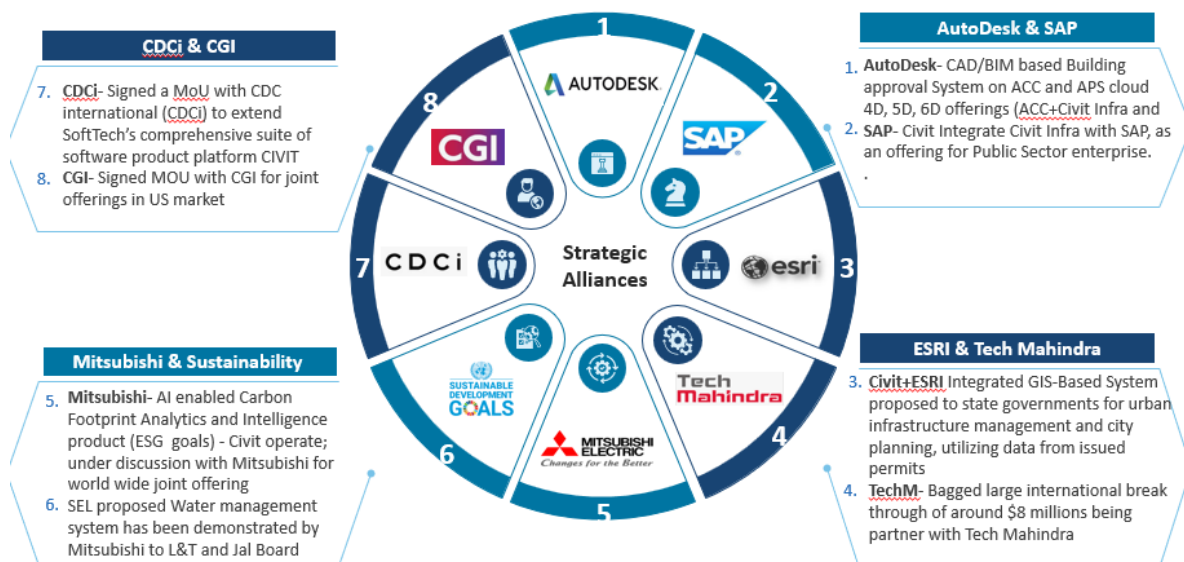 CDCi & CGI
7. CDCi- Signed a MoU with CDC
international (CDCi) to extend
SoftTech's comprehensive suite of
software product platform CIVIT
8. CGI- Signed MOU with CGI for joint
offerings in US market
AutoDesk & SAP
1. AutoDesk- CAD/BIM based Building
approval System on ACC and APS cloud
4D, 5D, 6D offerings (ACC+Civit Infra and
2. SAP- Civit Integrate Civit Infra with SAP, as
an offering for Public Sector enterprise.
.
1
AUTODESK
2
SAP
3
esri
4
Tech
Mahindra
5
MITSUBISHI
ELECTRIC
Changes for the Better
6
SUSTAINABLE
DEVELOPMENT
GOALS
7
CDCi
8
CGI
Strategic
Alliances
Mitsubishi & Sustainability
5. Mitsubishi- AI enabled Carbon
Footprint Analytics and Intelligence
product (ESG goals) - Civit operate;
under discussion with Mitsubishi for
world wide joint offering
6. SEL proposed Water management
system has been demonstrated by
Mitsubishi to L&T and Jal Board
ESRI & Tech Mahindra
3. Civit+ESRI Integrated GIS-Based System
proposed to state governments for urban
infrastructure management and city
planning, utilizing data from issued
permits
4. TechM- Bagged large international break
through of around $8 millions being
partner with Tech Mahindra